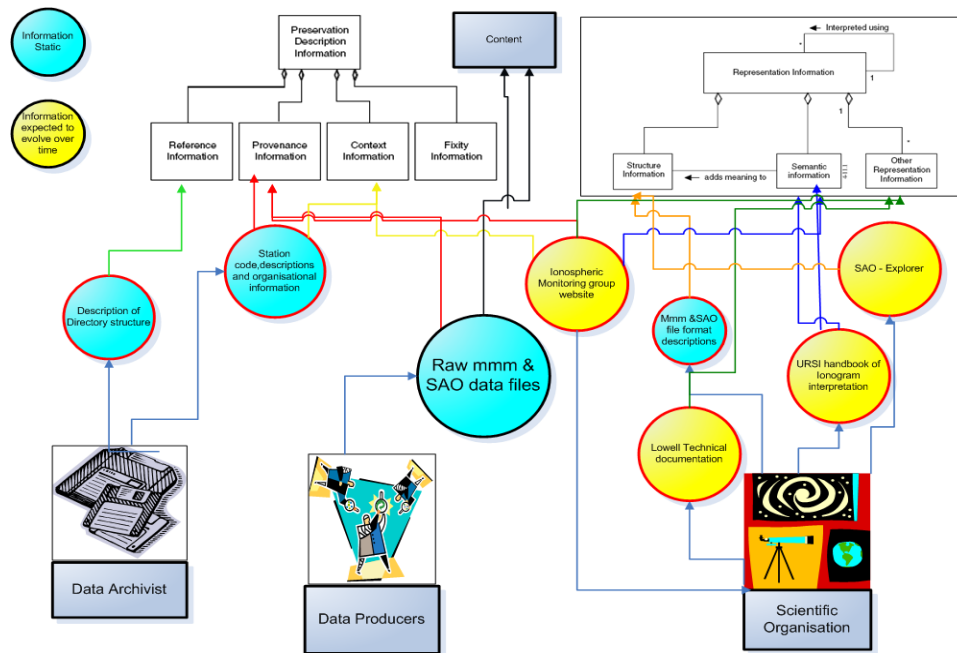 Information
Static
Information
expected to
evolve over
time
Preservation
Description
Information
Content
Interpreted using
*
Representation Information
1
1
*
Reference
Information
Provenance
Information
Context
Information
Fixity
Information
Structure
Information
adds meaning to
Semantic
information
Other
Representation
Information
Description of
Directory structure
Station
code,descriptions
and organisational
information
Raw mmm &
SAO data files
Ionospheric
Monitoring group
website
Mmm &SAO
file format
descriptions
SAO - Explorer
URSI handbook of
Ionogram
interpretation
Lowell Technical
documentation
Data Archivist
Data Producers
Scientific
Organisation